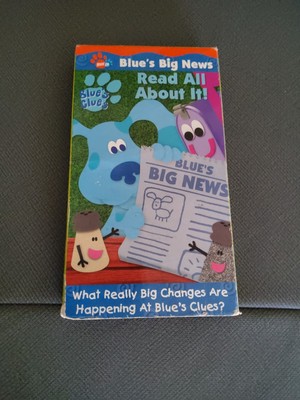 Blue's Big News
Read All
About It!
Blue's
Clues
BLUE'S
BIG NEWS
What Really Big Changes Are
Happening At Blue's Clues?